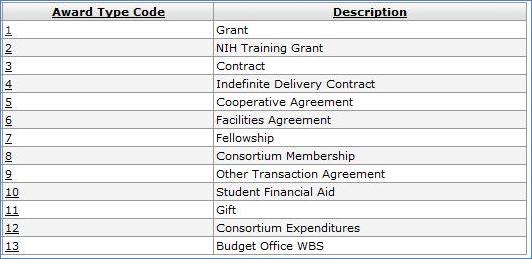 Award Type Code Description
1 Grant
2 NIH Training Grant
3 Contract
4 Indefinite Delivery Contract
5 Cooperative Agreement
6 Facilities Agreement
7 Fellowship
8 Consortium Membership
9 Other Transaction Agreement
10 Student Financial Aid
11 Gift
12 Consortium Expenditures
13 Budget Office WBS